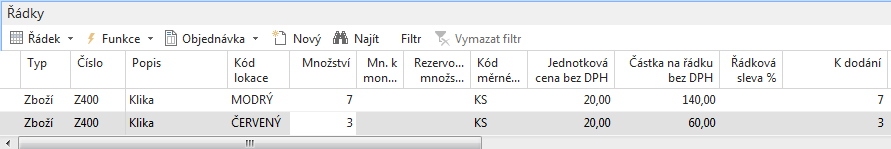 Řádky
Řádek Funkce Objednávka Nový Najít Filtr Vymazat filtr
Typ Číslo Popis Kód lokace Množství Mn. k mon... Rezervo... množs... Kód měrné... Jednotková cena bez DPH Částka na řádku bez DPH Řádková sleva % K dodání
Zboží Z400 Klika MODRÝ 7 KS 20,00 140,00 7
Zboží Z400 Klika ČERVENÝ 3 KS 20,00 60,00 3